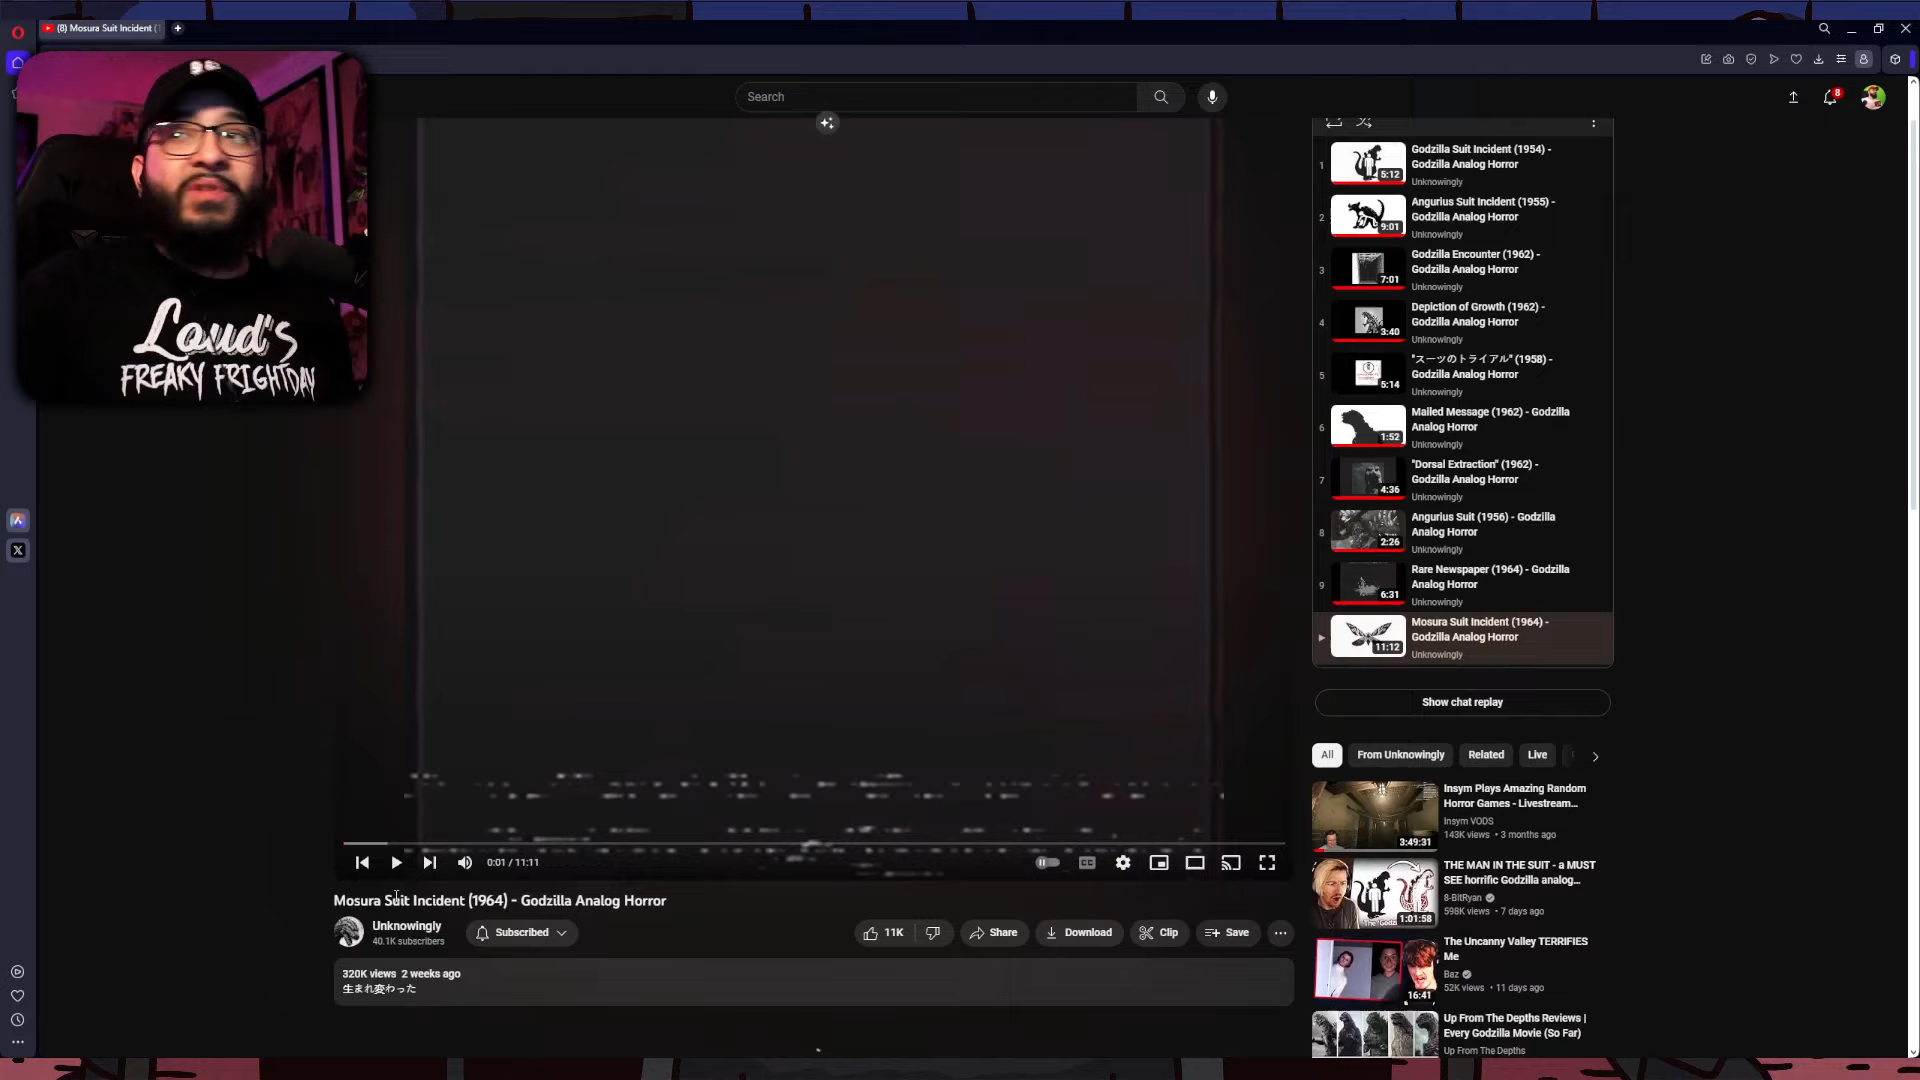 (8) Mosura Suit Incident (1
Search
8
Loud's
FREAKY FRIGHTDAY
1
5:12
Godzilla Suit Incident (1954) -
Godzilla Analog Horror
Unknowingly
2
9:01
Angurius Suit Incident (1955) -
Godzilla Analog Horror
Unknowingly
3
7:01
Godzilla Encounter (1962) -
Godzilla Analog Horror
Unknowingly
4
3:40
Depiction of Growth (1962) -
Godzilla Analog Horror
Unknowingly
5
5:14
"スーツのトライアル" (1958) -
Godzilla Analog Horror
Unknowingly
6
1:52
Mailed Message (1962) - Godzilla
Analog Horror
Unknowingly
7
4:36
"Dorsal Extraction" (1962) -
Godzilla Analog Horror
Unknowingly
8
2:26
Angurius Suit (1956) - Godzilla
Analog Horror
Unknowingly
9
6:31
Rare Newspaper (1964) - Godzilla
Analog Horror
Unknowingly
11:12
Mosura Suit Incident (1964) -
Godzilla Analog Horror
Unknowingly
Show chat replay
All From Unknowingly Related Live
3:49:31
Insym Plays Amazing Random
Horror Games - Livestream...
Insym VODS
143K views • 3 months ago
1:01:58
THE MAN IN THE SUIT - a MUST
SEE horrific Godzilla analog...
8-BitRyan
598K views • 7 days ago
16:41
The Uncanny Valley TERRIFIES
Me
Baz
52K views • 11 days ago
Up From The Depths Reviews |
Every Godzilla Movie (So Far)
Up From The Depths
0:01 / 11:11
CC
Mosura Suit Incident (1964) - Godzilla Analog Horror
Unknowingly
40.1K subscribers
Subscribed
11K
Share
Download
Clip
Save
320K views 2 weeks ago
生まれ変わった